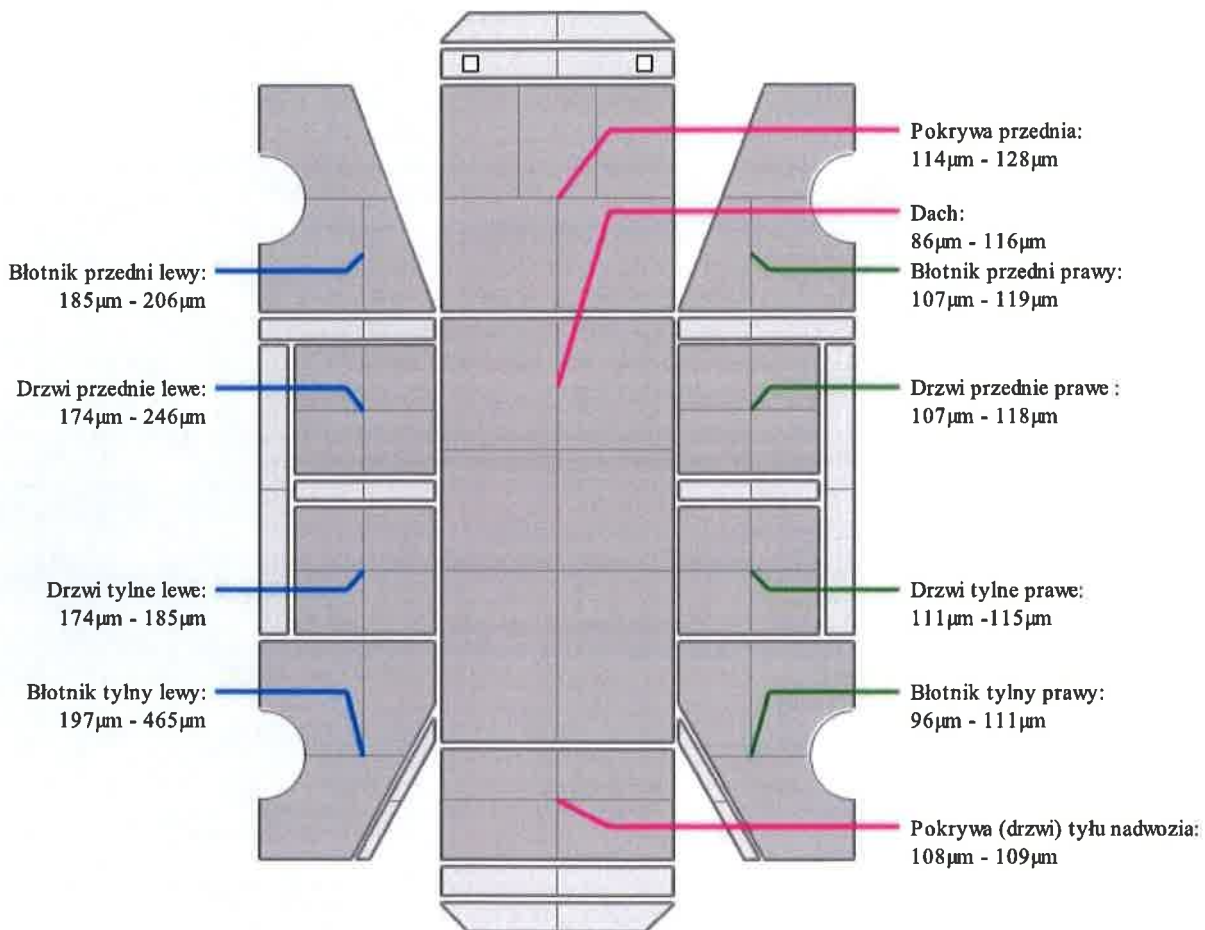 Pokrywa przednia:
114µm - 128µm
Dach:
86µm - 116µm
Błotnik przedni lewy:
185µm - 206µm
Błotnik przedni prawy:
107µm - 119µm
Drzwi przednie lewe:
174µm - 246µm
Drzwi przednie prawe :
107µm - 118µm
Drzwi tylne lewe:
174µm - 185µm
Drzwi tylne prawe:
111µm -115µm
Błotnik tylny lewy:
197µm - 465µm
Błotnik tylny prawy:
96µm - 111µm
Pokrywa (drzwi) tyłu nadwozia:
108µm - 109µm